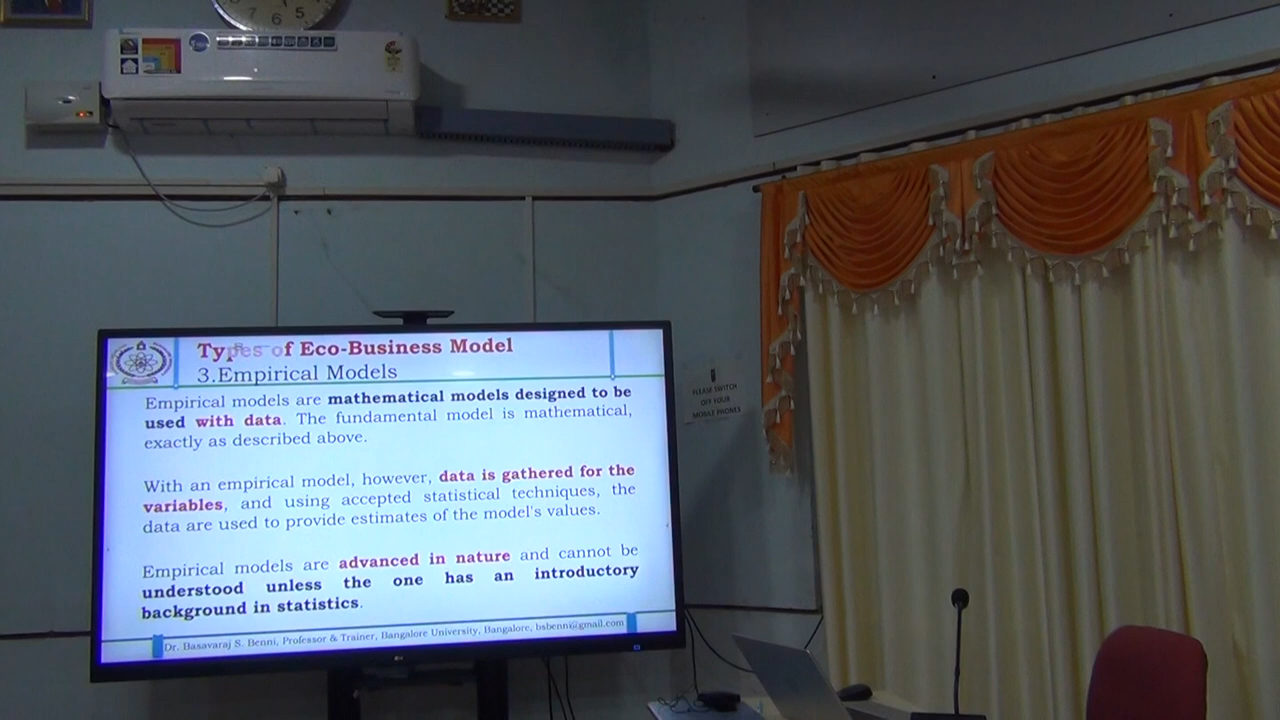 7 6 5
Types of Eco-Business Model
3.Empirical Models
Empirical models are mathematical models designed to be
used with data. The fundamental model is mathematical,
exactly as described above.
With an empirical model, however, data is gathered for the
variables, and using accepted statistical techniques, the
data are used to provide estimates of the model's values.
Empirical models are advanced in nature and cannot be
understood unless the one has an introductory
background in statistics.
Dr. Basavaraj S. Benni, Professor & Trainer, Bangalore University, Bangalore, bsbenni@gmail.com
LG
PLEASE SWITCH
OFF YOUR
MOBILE PHONES